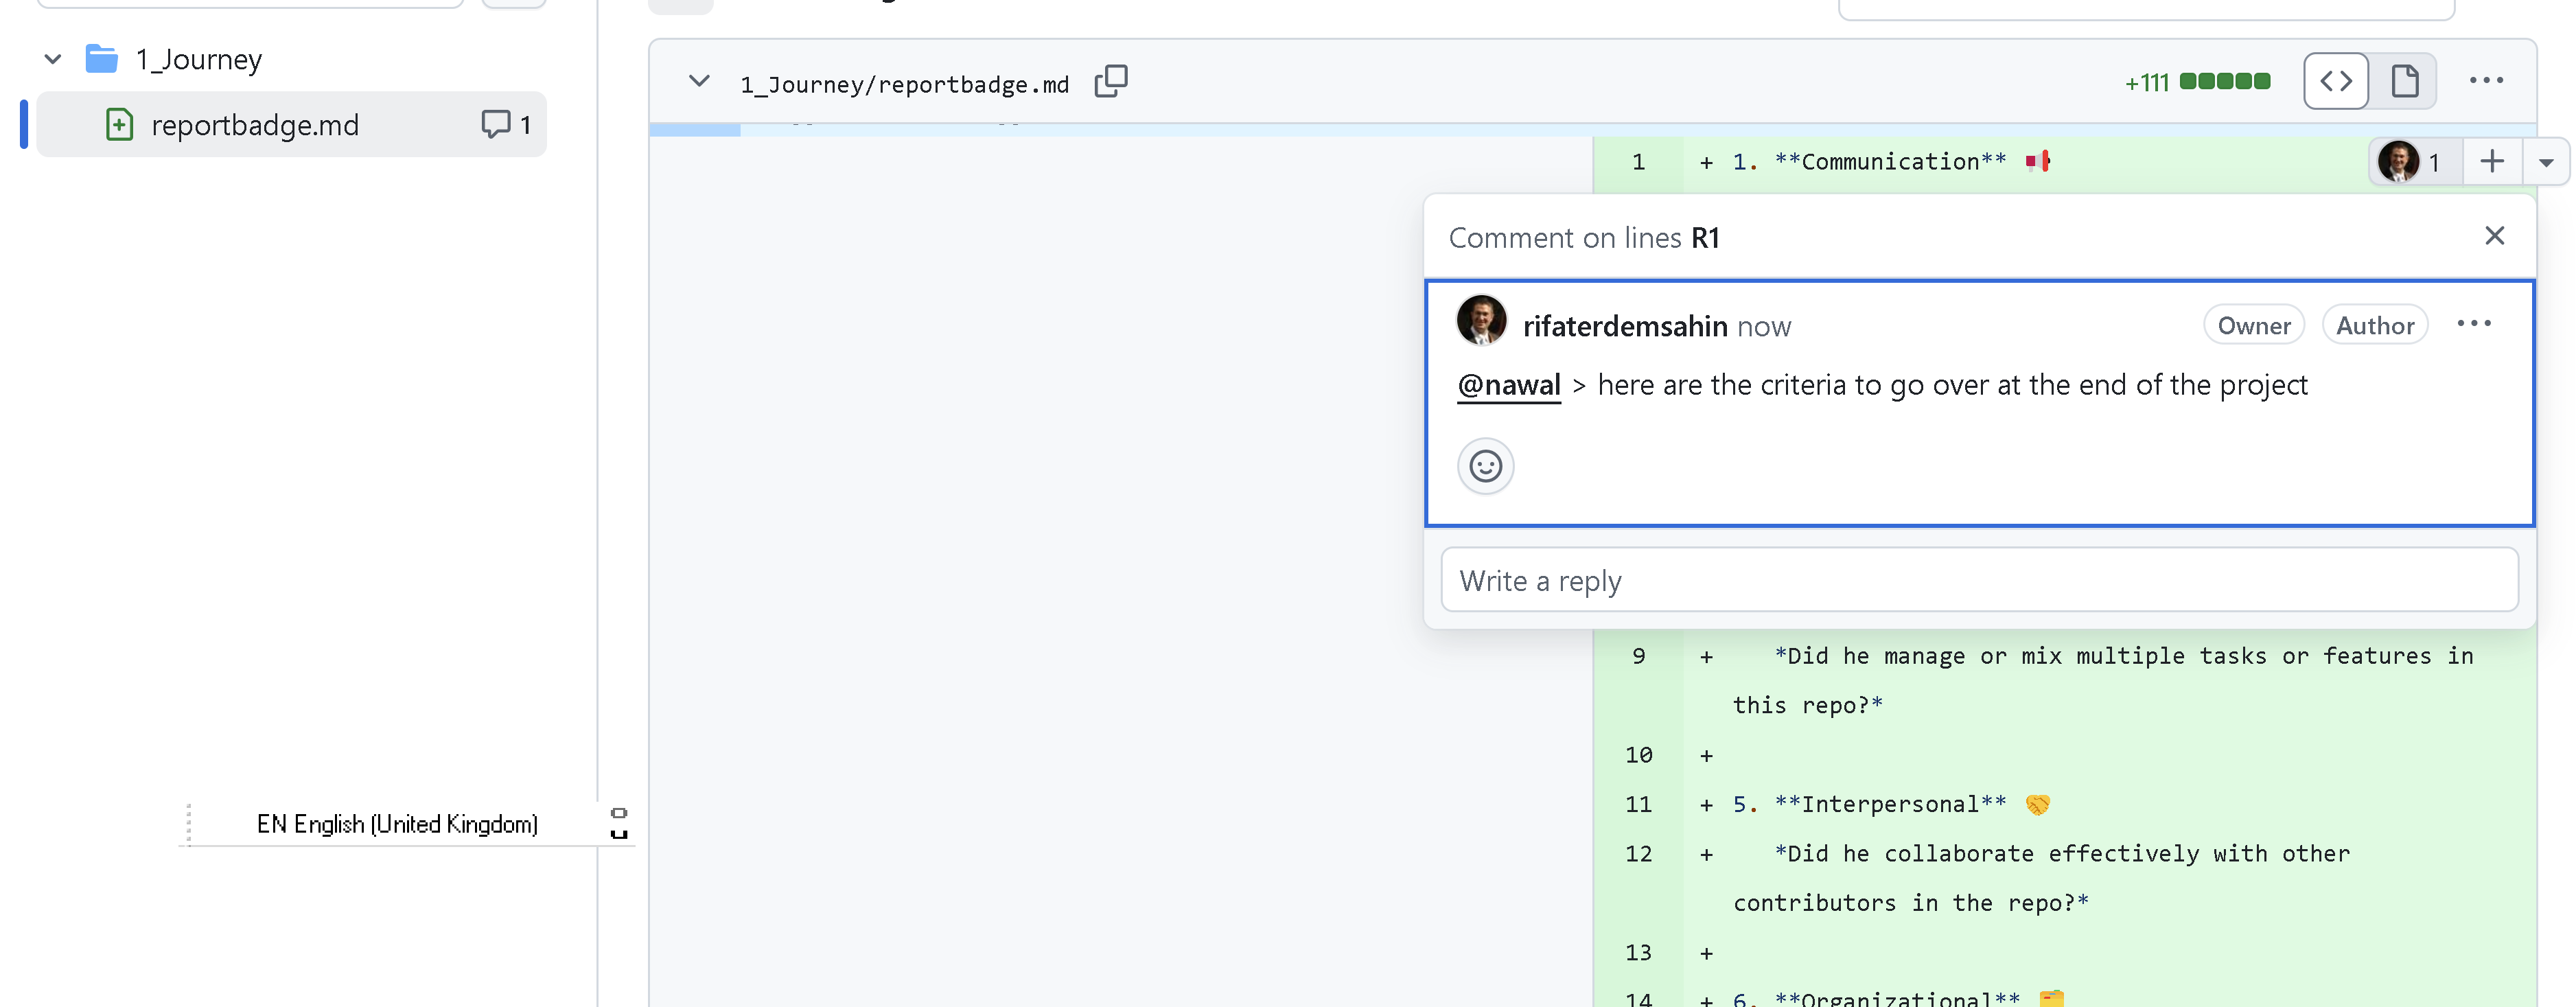 1_Journey
reportbadge.md 1
1_Journey/reportbadge.md
+111
1 + 1. **Communication** 📢
1
Comment on lines R1
rifaterdemsahin now
Owner
Author
@nawal > here are the criteria to go over at the end of the project
Write a reply
9 + *Did he manage or mix multiple tasks or features in
this repo?*
10 +
11 + 5. **Interpersonal** 🤝
12 + *Did he collaborate effectively with other
contributors in the repo?*
13 +
14 + 6. **Organizational** 🗂️
EN English (United Kingdom)